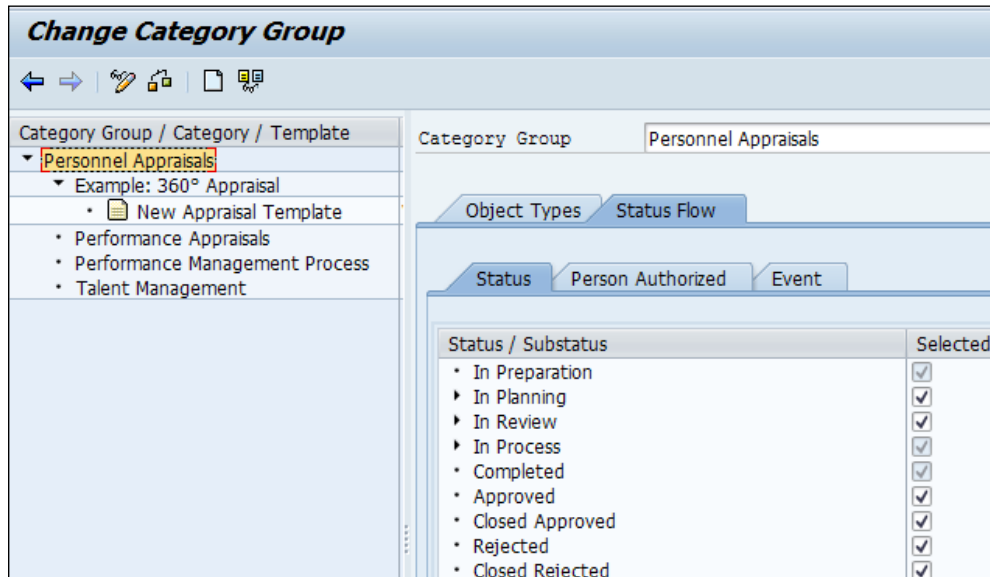 Change Category Group
Category Group / Category / Template
Personnel Appraisals
Example: 360° Appraisal
New Appraisal Template
Performance Appraisals
Performance Management Process
Talent Management
Category Group Personnel Appraisals
Object Types Status Flow
Status Person Authorized Event
Status / Substatus Selected
In Preparation
In Planning
In Review
In Process
Completed
Approved
Closed Approved
Rejected
Closed Rejected